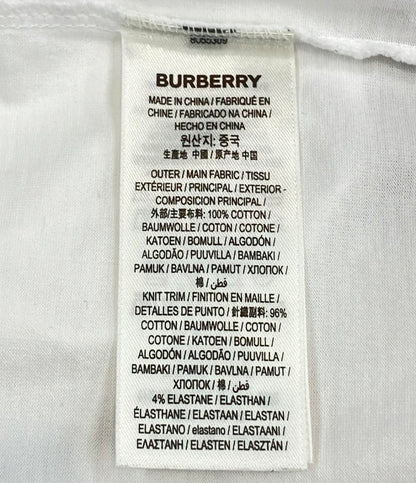 8055309
BURBERRY
MADE IN CHINA / FABRIQUÉ EN
CHINE / FABRICADO NA CHINA /
HECHO EN CHINA
원산지: 중국
生産地 中國 / 原产地 中国
OUTER / MAIN FABRIC / TISSU
EXTÉRIEUR / PRINCIPAL / EXTERIOR -
COMPOSICION PRINCIPAL /
外部/主要布料: 100% COTTON /
BAUMWOLLE / COTON / COTONE /
KATOEN / BOMULL / ALGODÓN /
ALGODÃO / PUUVILLA / BAMBAKI /
PAMUK / BAVLNA / PAMUT / ΧΛΟΠΟΚ /
棉 / قطن /
KNIT TRIM / FINITION EN MAILLE /
DETALLES DE PUNTO / 針織副料: 96%
COTTON / BAUMWOLLE / COTON /
COTONE / KATOEN / BOMULL /
ALGODÓN / ALGODÃO / PUUVILLA /
BAMBAKI / PAMUK / BAVLNA / PAMUT /
ΧΛΟΠΟΚ / 棉 / قطن /
4% ELASTANE / ELASTHAN /
ÉLASTHANE / ELASTAAN / ELASTAN /
ELASTANO / elastano / ELASTAANI /
ΕΛΑΣΤΑΝΗ / ELASTEN / ELASZTÁN /